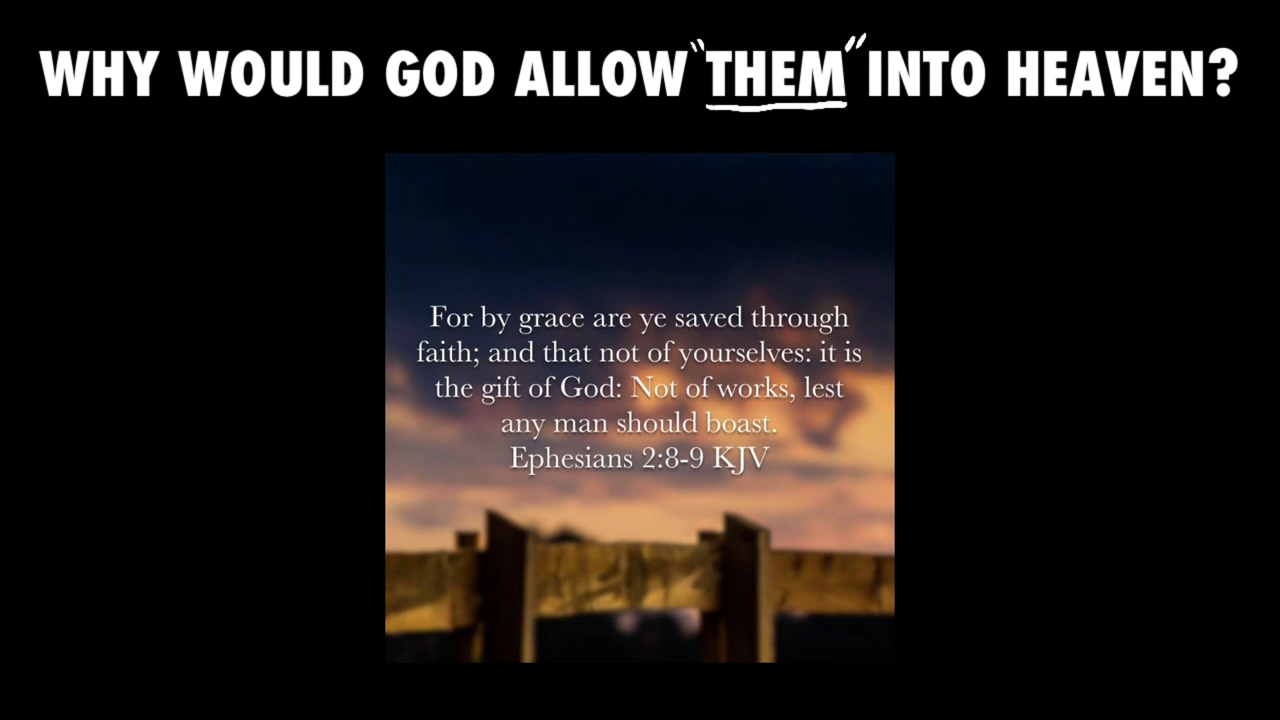 WHY WOULD GOD ALLOW "THEM" INTO HEAVEN?
For by grace are ye saved through
faith; and that not of yourselves: it is
the gift of God: Not of works, lest
any man should boast.
Ephesians 2:8-9 KJV